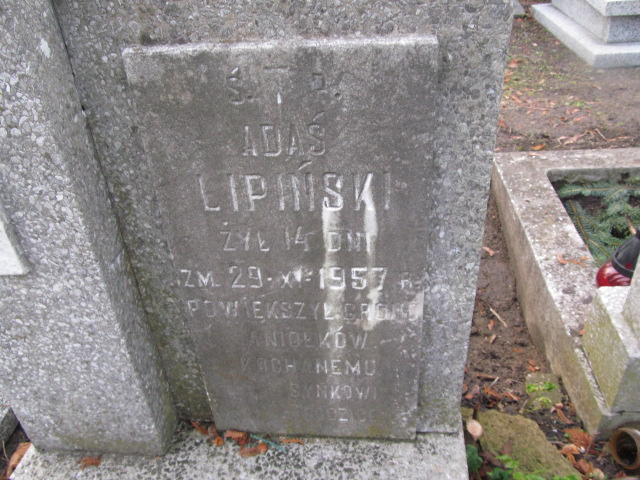 Ś. † P.
ADAŚ
LIPIŃSKI
ŻYŁ 14 DNI
ZM. 29-XI-1957 R.
POWIĘKSZYŁ GRONO
ANIOŁKÓW
KOCHANEMU
SYNKOWI